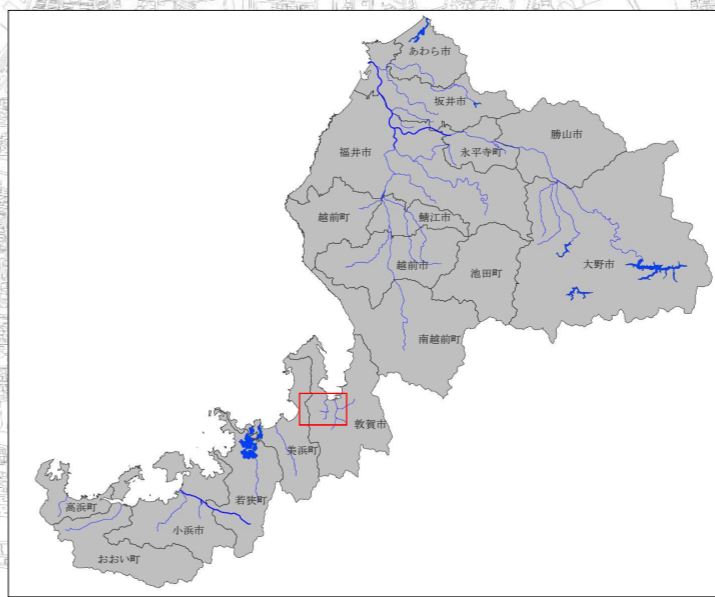 あわら市
坂井市
勝山市
福井市
永平寺町
越前町
鯖江市
越前市
池田町
大野市
南越前町
敦賀市
美浜町
若狭町
高浜町
小浜市
おおい町